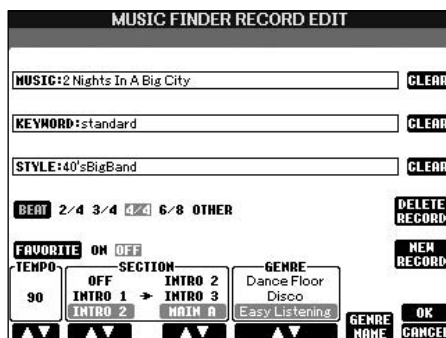 MUSIC FINDER RECORD EDIT
MUSIC:2 Nights In A Big City CLEAR
KEYWORD:standard CLEAR
STYLE:40'sBigBand CLEAR
BEAT 2/4 3/4 4/4 6/8 OTHER
DELETE RECORD
FAVORITE ON OFF
NEW RECORD
TEMPO SECTION GENRE
OFF INTRO 2 Dance Floor
90 INTRO 1 → INTRO 3 Disco
INTRO 2 MAIN A Easy Listening
GENRE NAME
OK
CANCEL